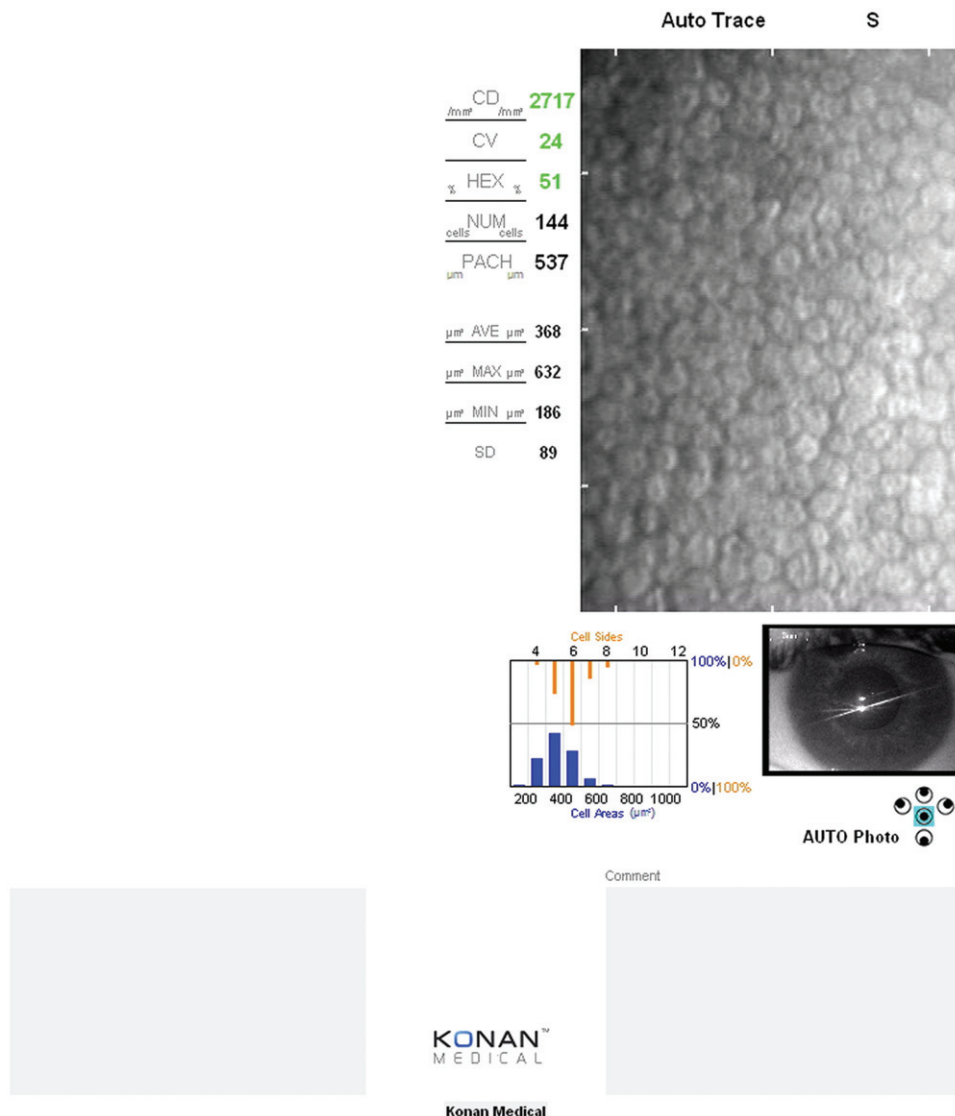 Auto Trace S
CD /mm² /mm² 2717
CV 24
% HEX % 51
NUM cells cells 144
PACH µm µm 537
µm² AVE µm² 368
µm² MAX µm² 632
µm² MIN µm² 186
SD 89
Cell Sides
4 6 8 10 12
100%|0%
50%
0%|100%
200 400 600 800 1000
Cell Areas (µm²)
AUTO Photo
Comment
KONAN™
MEDICAL
Konan Medical